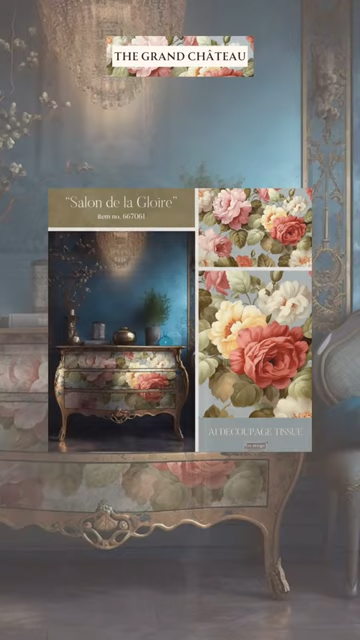 THE GRAND CHÂTEAU
“Salon de la Gloire”
item no. 667061
A1 DECOUPAGE TISSUE